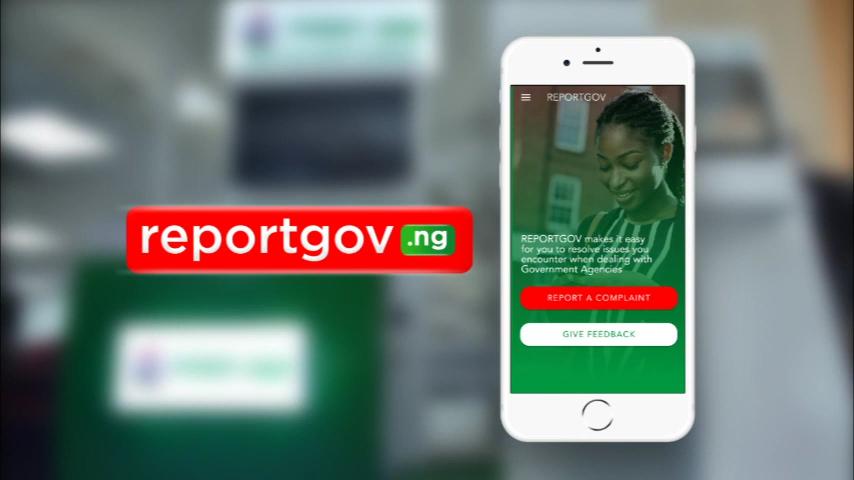 reportgov.ng
REPORTGOV
REPORTGOV makes it easy
for you to resolve issues you
encounter when dealing with
Government Agencies
REPORT A COMPLAINT
GIVE FEEDBACK